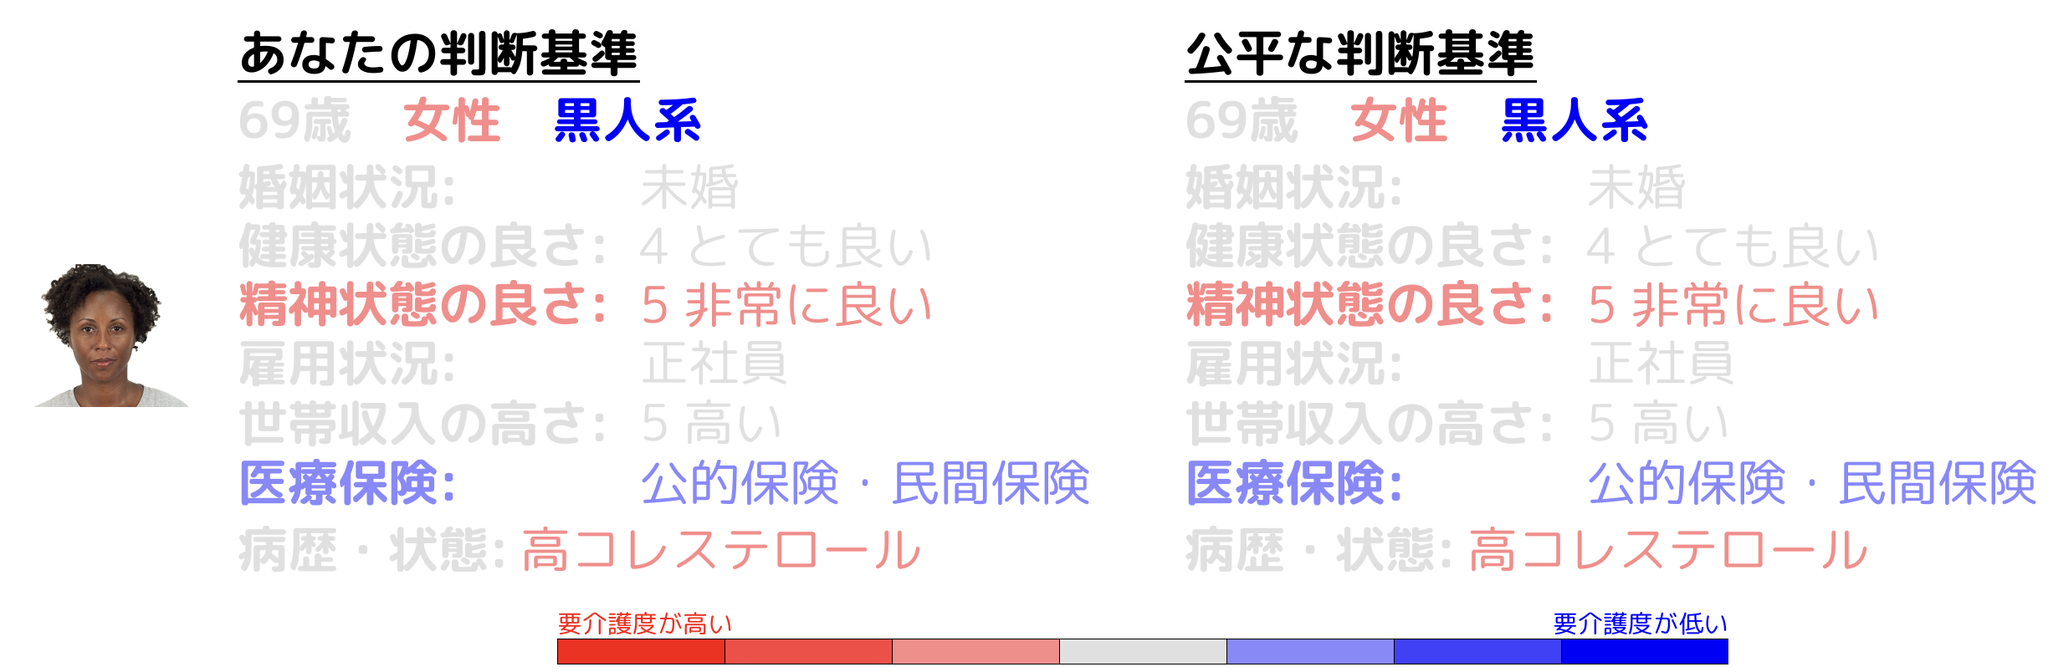 あなたの判断基準
69歳 女性 黒人系
婚姻状況: 未婚
健康状態の良さ: 4 とても良い
精神状態の良さ: 5 非常に良い
雇用状況: 正社員
世帯収入の高さ: 5 高い
医療保険: 公的保険・民間保険
病歴・状態: 高コレステロール
公平な判断基準
69歳 女性 黒人系
婚姻状況: 未婚
健康状態の良さ: 4 とても良い
精神状態の良さ: 5 非常に良い
雇用状況: 正社員
世帯収入の高さ: 5 高い
医療保険: 公的保険・民間保険
病歴・状態: 高コレステロール
要介護度が高い
要介護度が低い